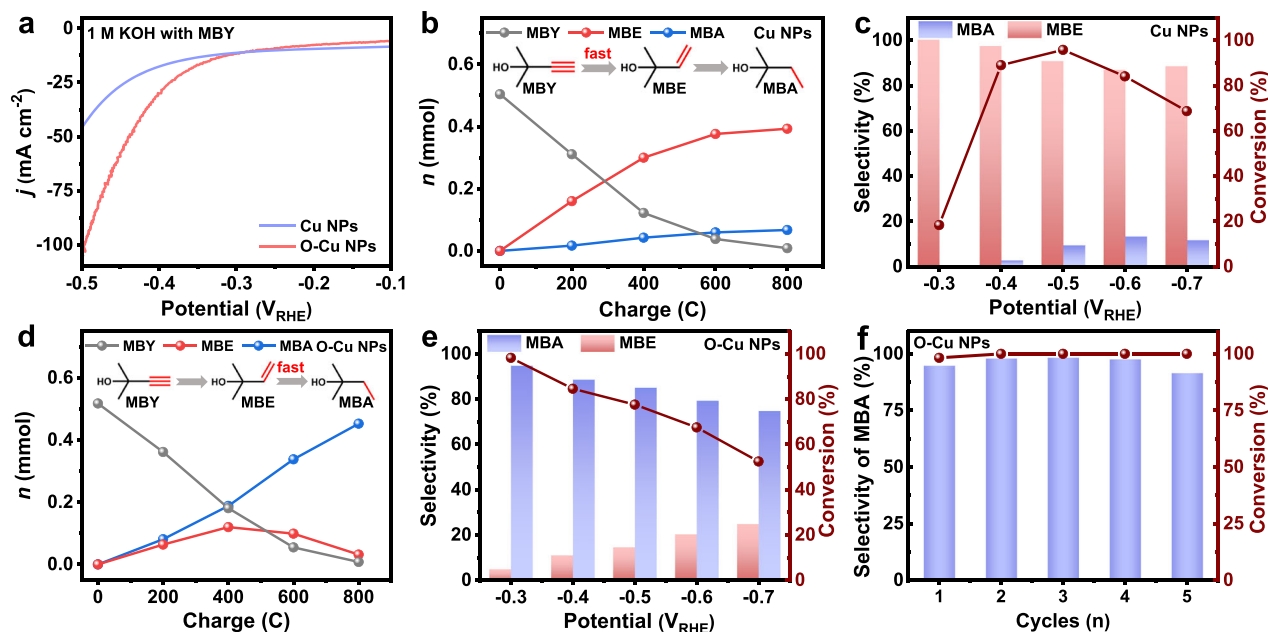 a
1 M KOH with MBY
0
-25
-50
-75
-100
j (mA cm⁻²)
Cu NPs
O-Cu NPs
-0.5 -0.4 -0.3 -0.2 -0.1
Potential (V_RHE)
b
MBY MBE MBA Cu NPs
HO fast HO HO
MBY MBE MBA
0.6
0.4
0.2
0.0
n (mmol)
0 200 400 600 800
Charge (C)
c
MBA MBE Cu NPs
100
80
60
40
20
0
Selectivity (%)
100
80
60
40
20
0
Conversion (%)
-0.3 -0.4 -0.5 -0.6 -0.7
Potential (V_RHE)
d
MBY MBE MBA O-Cu NPs
HO HO fast HO
MBY MBE MBA
0.6
0.4
0.2
0.0
n (mmol)
0 200 400 600 800
Charge (C)
e
MBA MBE O-Cu NPs
100
80
60
40
20
0
Selectivity (%)
100
80
60
40
20
0
Conversion (%)
-0.3 -0.4 -0.5 -0.6 -0.7
Potential (V_RHE)
f
O-Cu NPs
100
75
50
25
0
Selectivity of MBA (%)
100
75
50
25
0
Conversion (%)
1 2 3 4 5
Cycles (n)